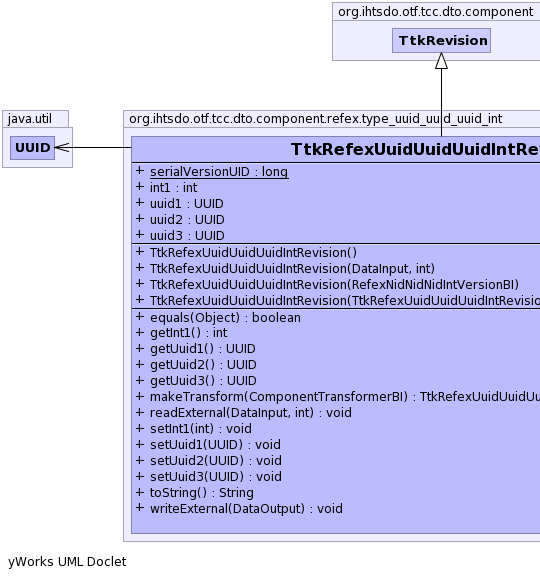 org.ihtsdo.otf.tcc.dto.component
TtkRevision
java.util
UUID
org.ihtsdo.otf.tcc.dto.component.refex.type_uuid_uuid_uuid_int
TtkRefexUuidUuidUuidIntRe
+ serialVersionUID : long
+ int1 : int
+ uuid1 : UUID
+ uuid2 : UUID
+ uuid3 : UUID
+ TtkRefexUuidUuidUuidIntRevision()
+ TtkRefexUuidUuidUuidIntRevision(DataInput, int)
+ TtkRefexUuidUuidUuidIntRevision(RefexNidNidNidIntVersionBI)
+ TtkRefexUuidUuidUuidIntRevision(TtkRefexUuidUuidUuidIntRevisio
+ equals(Object) : boolean
+ getInt1() : int
+ getUuid1() : UUID
+ getUuid2() : UUID
+ getUuid3() : UUID
+ makeTransform(ComponentTransformerBI) : TtkRefexUuidUuidUu
+ readExternal(DataInput, int) : void
+ setInt1(int) : void
+ setUuid1(UUID) : void
+ setUuid2(UUID) : void
+ setUuid3(UUID) : void
+ toString() : String
+ writeExternal(DataOutput) : void
yWorks UML Doclet